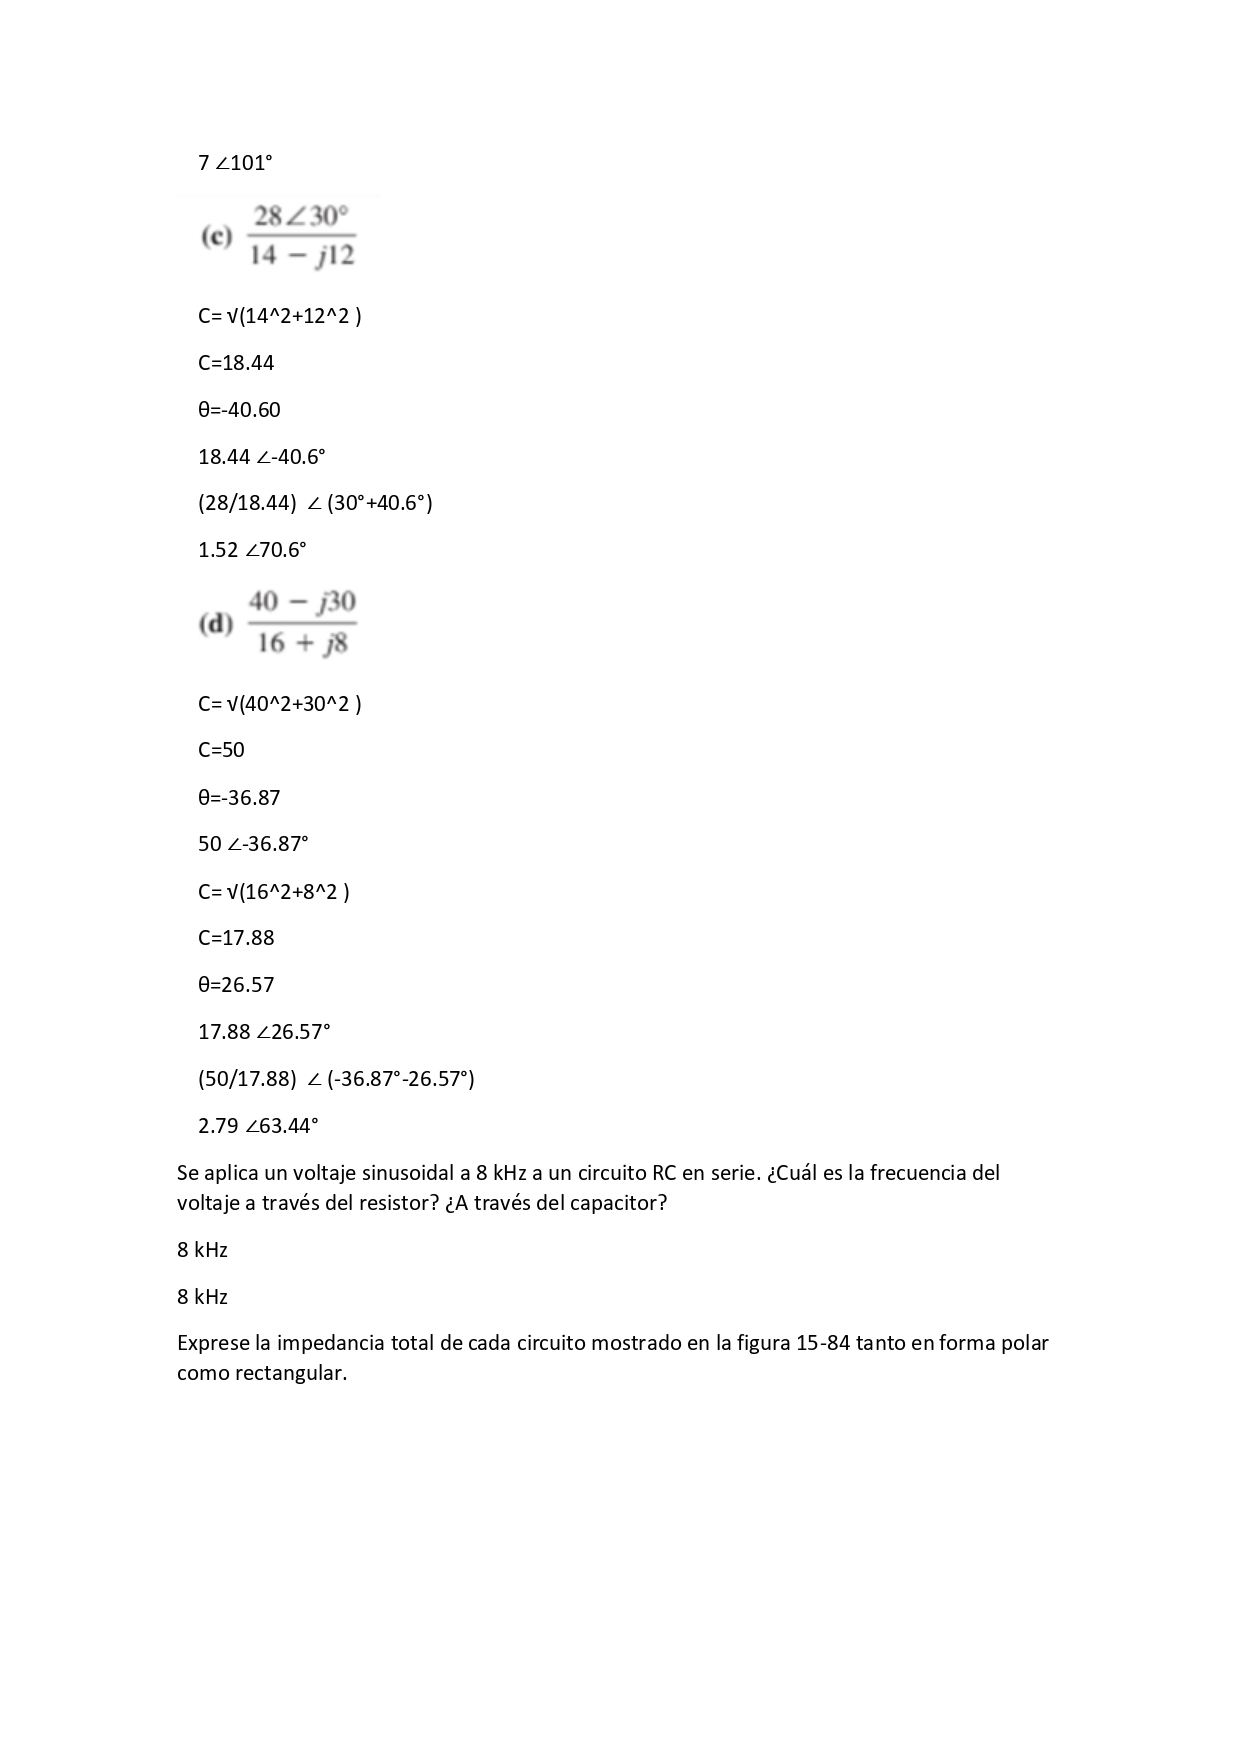 7 ∠101°
(c) 28∠30°
14 − j12
C= √(14^2+12^2 )
C=18.44
θ=-40.60
18.44 ∠-40.6°
(28/18.44) ∠ (30°+40.6°)
1.52 ∠70.6°
(d) 40 − j30
16 + j8
C= √(40^2+30^2 )
C=50
θ=-36.87
50 ∠-36.87°
C= √(16^2+8^2 )
C=17.88
θ=26.57
17.88 ∠26.57°
(50/17.88) ∠ (-36.87°-26.57°)
2.79 ∠63.44°
Se aplica un voltaje sinusoidal a 8 kHz a un circuito RC en serie. ¿Cuál es la frecuencia del
voltaje a través del resistor? ¿A través del capacitor?
8 kHz
8 kHz
Exprese la impedancia total de cada circuito mostrado en la figura 15-84 tanto en forma polar
como rectangular.